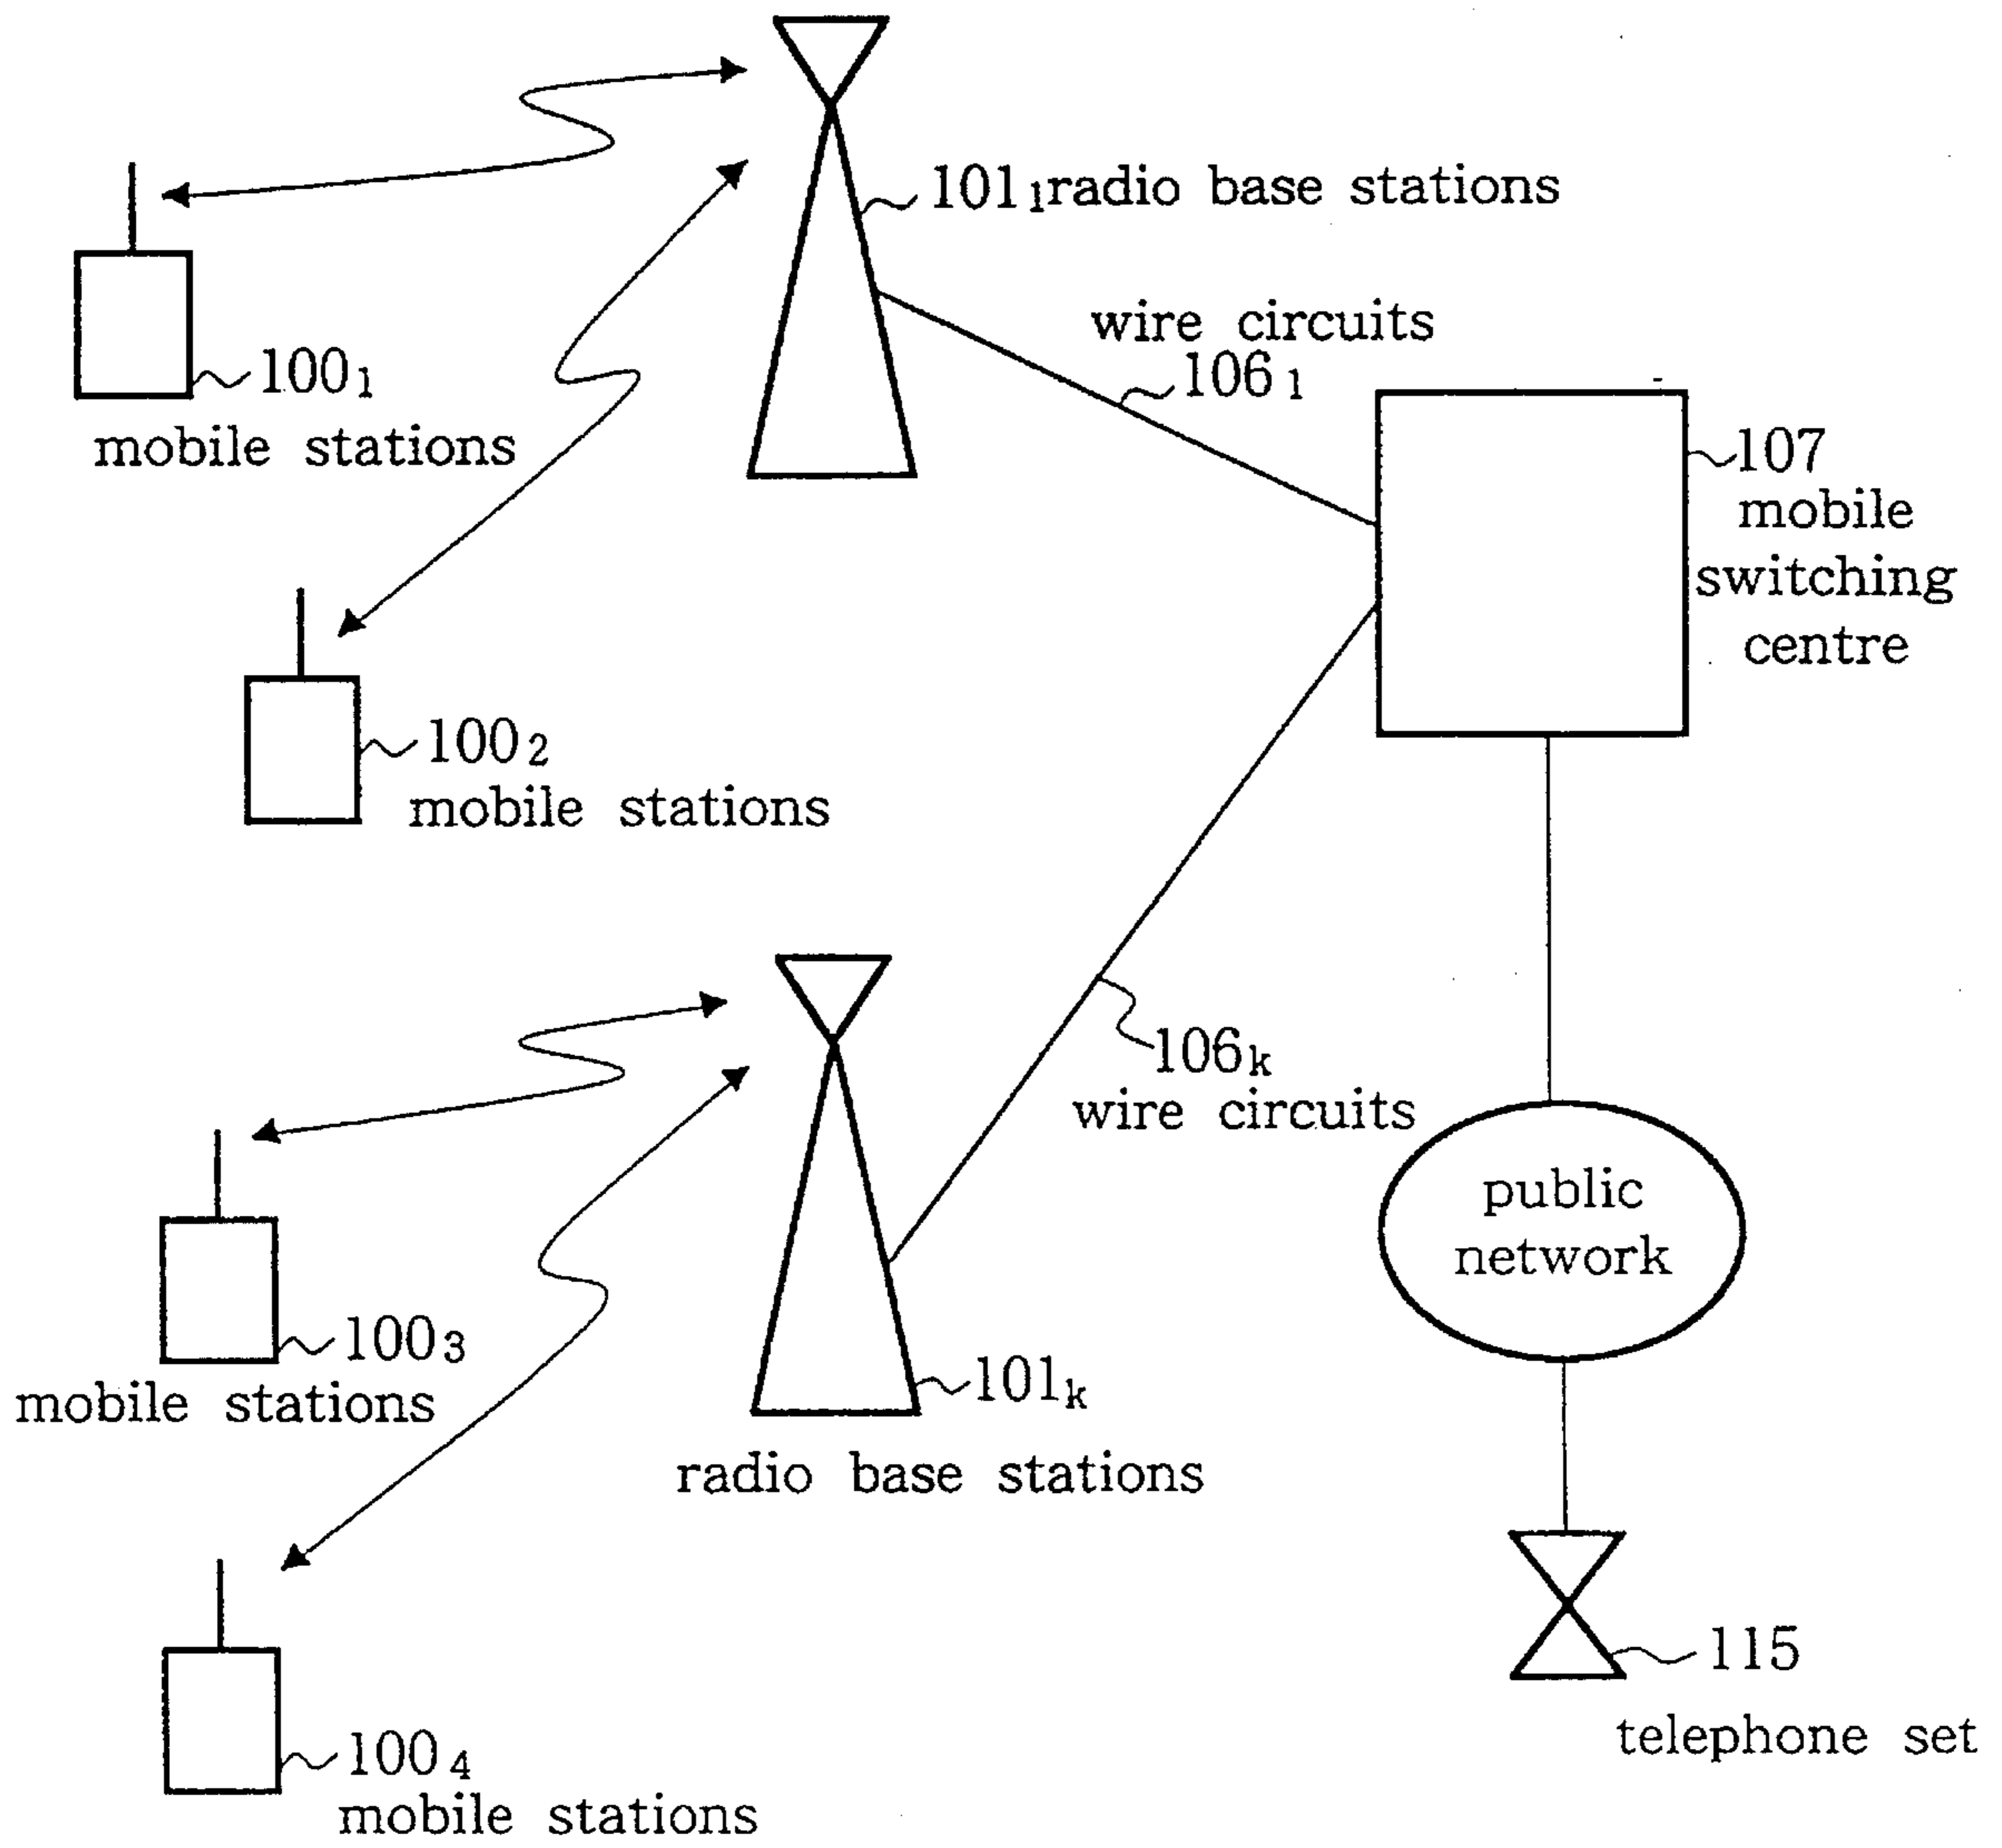 101₁radio base stations
wire circuits
106₁
100₁
mobile stations
107
mobile
switching
centre
100₂
mobile stations
106ₖ
wire circuits
public
network
100₃
mobile stations
101ₖ
radio base stations
115
telephone set
100₄
mobile stations